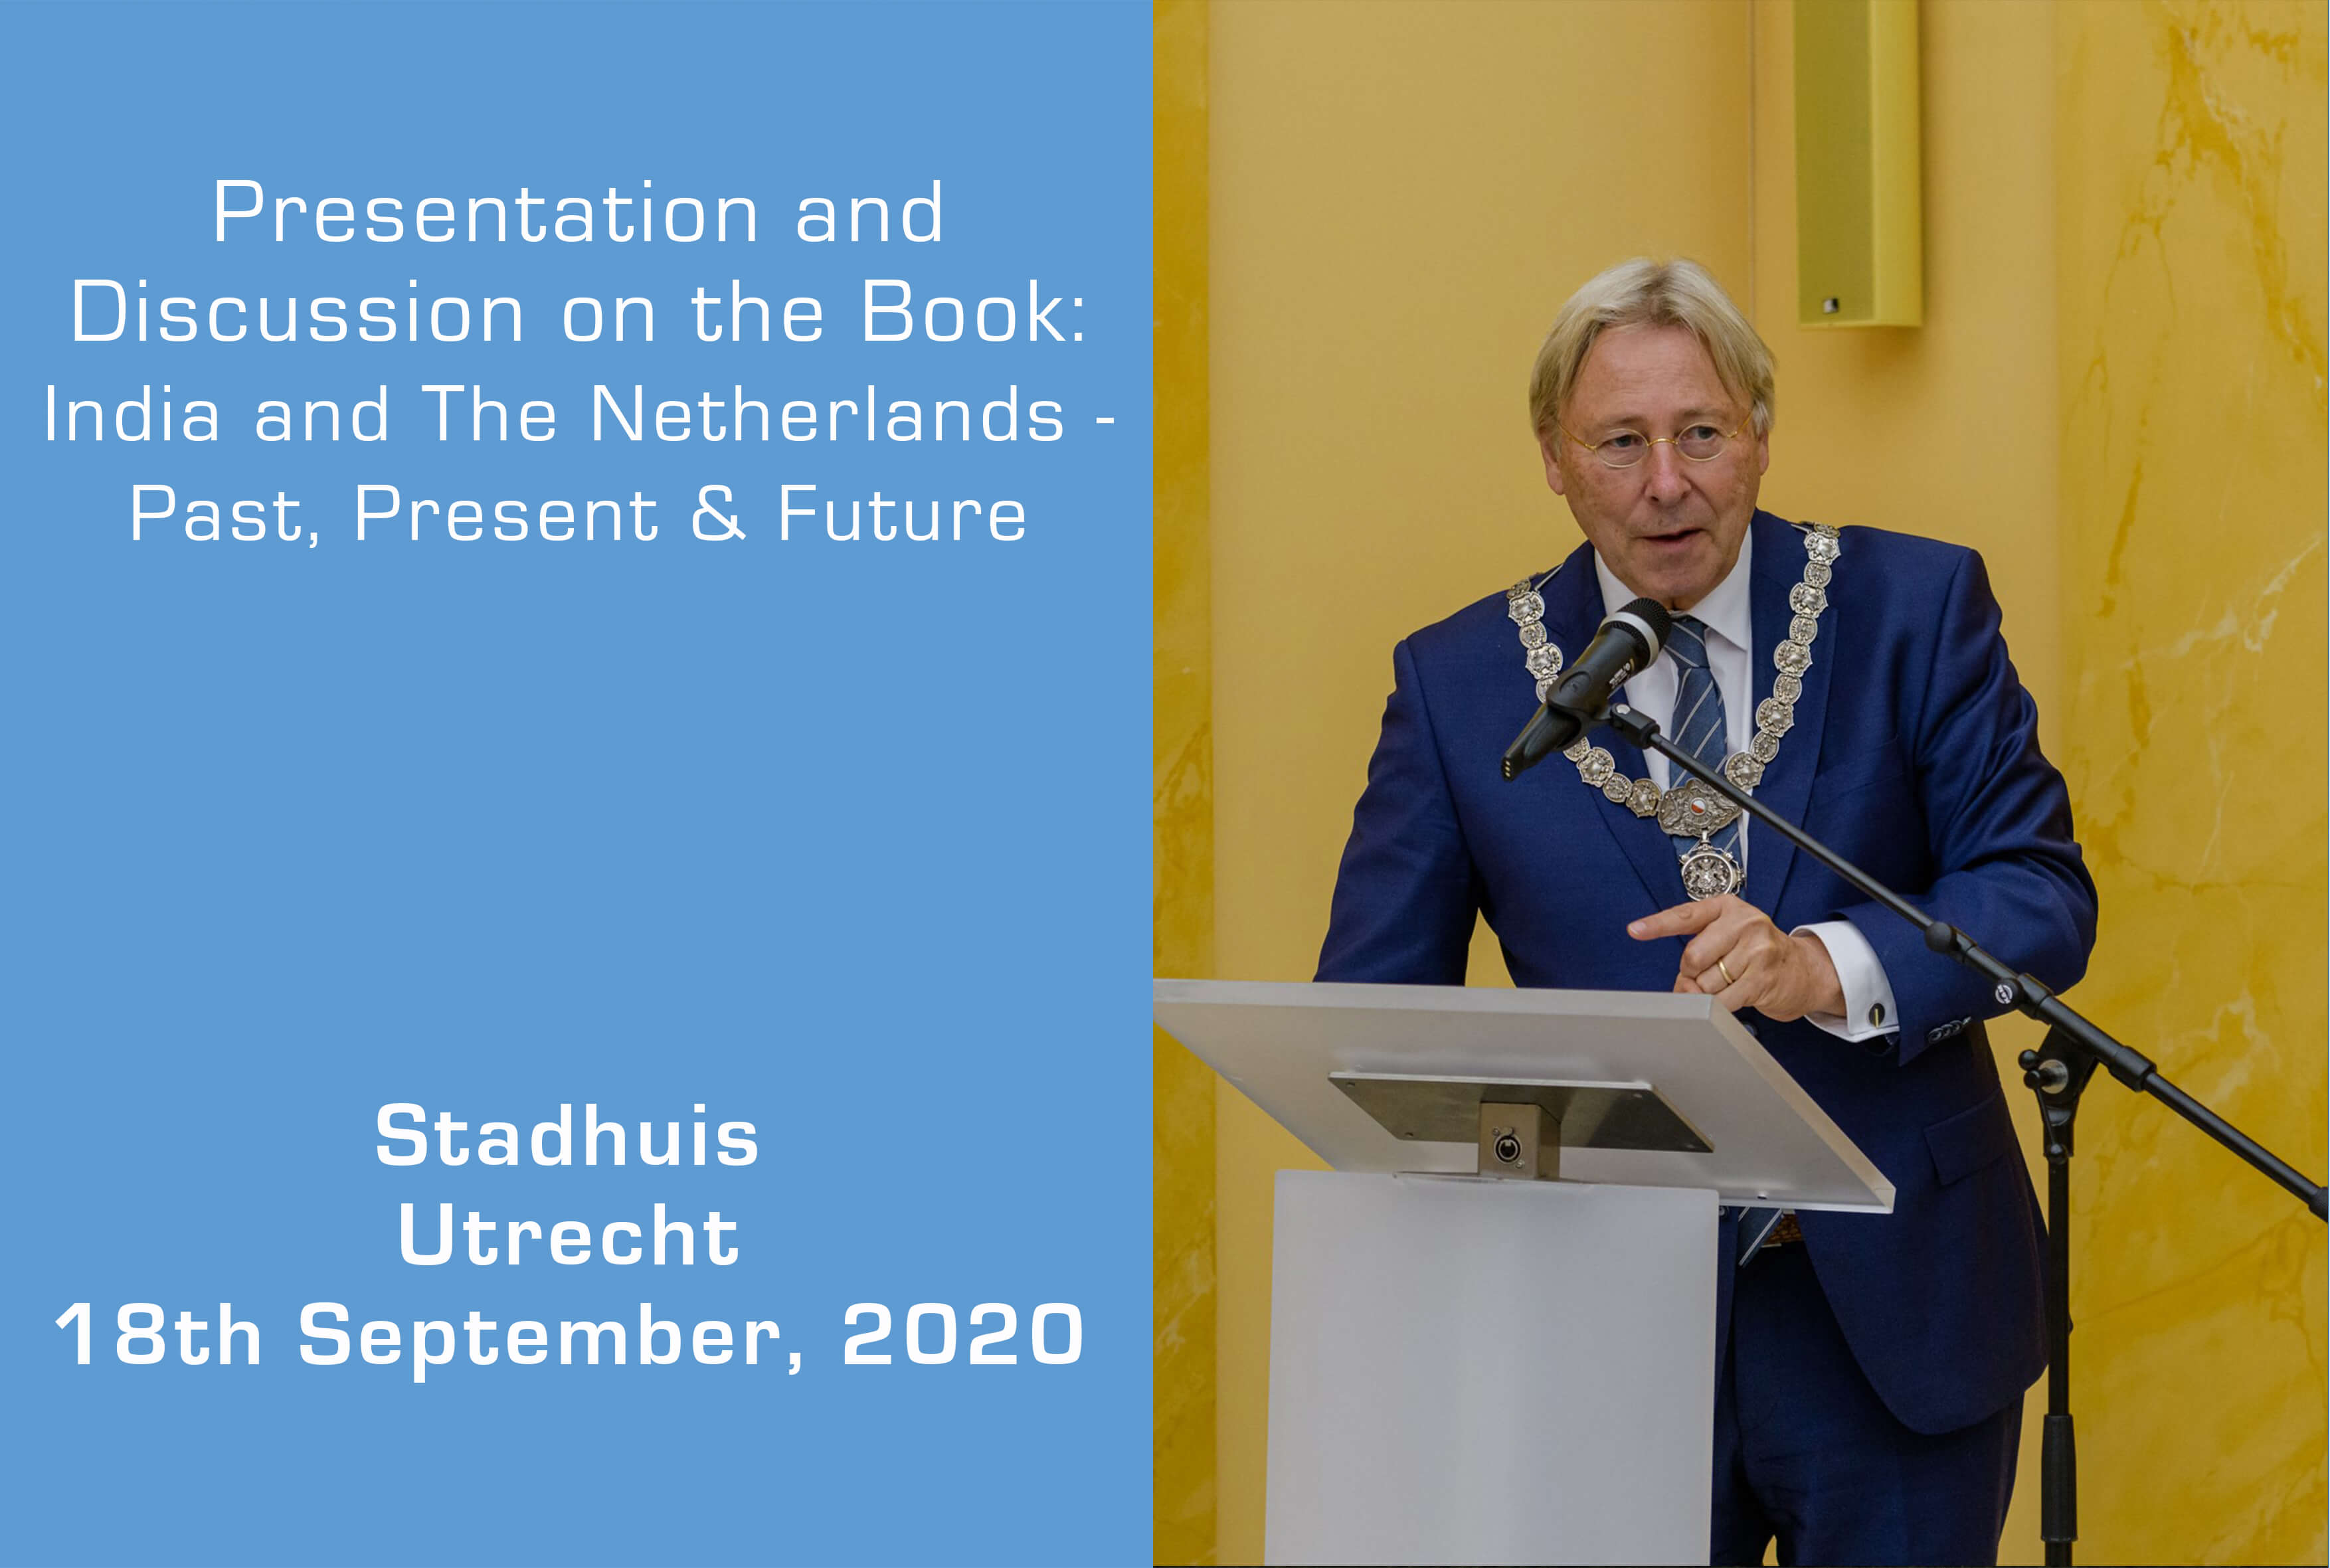 Presentation and
Discussion on the Book:
India and The Netherlands -
Past, Present & Future
Stadhuis
Utrecht
18th September, 2020